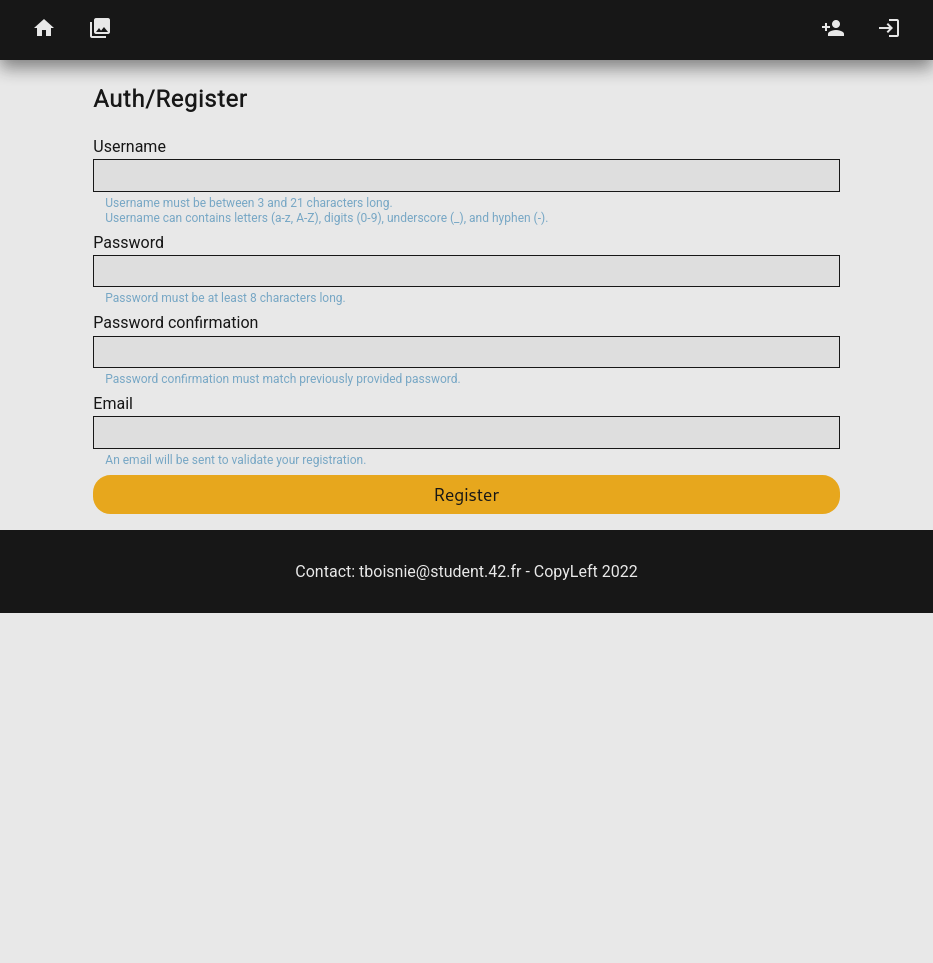 Auth/Register
Username
Username must be between 3 and 21 characters long.
Username can contains letters (a-z, A-Z), digits (0-9), underscore (_), and hyphen (-).
Password
Password must be at least 8 characters long.
Password confirmation
Password confirmation must match previously provided password.
Email
An email will be sent to validate your registration.
Register
Contact: tboisnie@student.42.fr - CopyLeft 2022